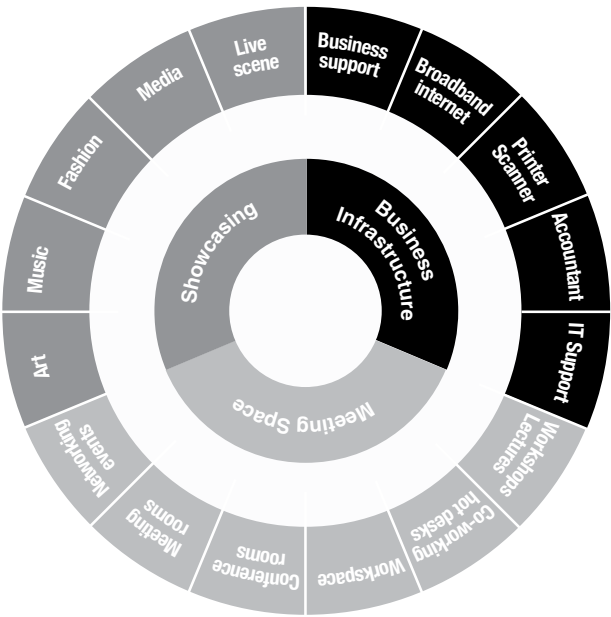 Business
support
Broadband
internet
Printer
Scanner
Accountant
IT Support
Workshops
Lectures
Co-working
hot desks
Workspace
Conference
rooms
Meeting
rooms
Networking
events
Art
Music
Fashion
Media
Live
scene
Business
Infrastructure
Meeting Space
Showcasing